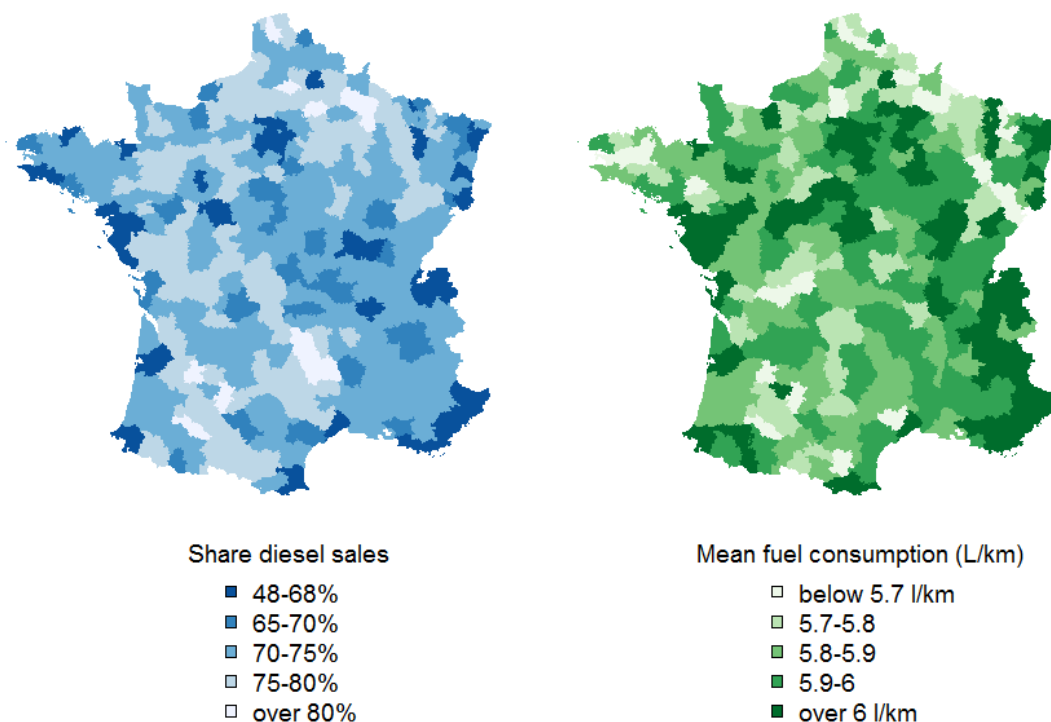 Share diesel sales
48-68%
65-70%
70-75%
75-80%
over 80%
Mean fuel consumption (L/km)
below 5.7 l/km
5.7-5.8
5.8-5.9
5.9-6
over 6 l/km